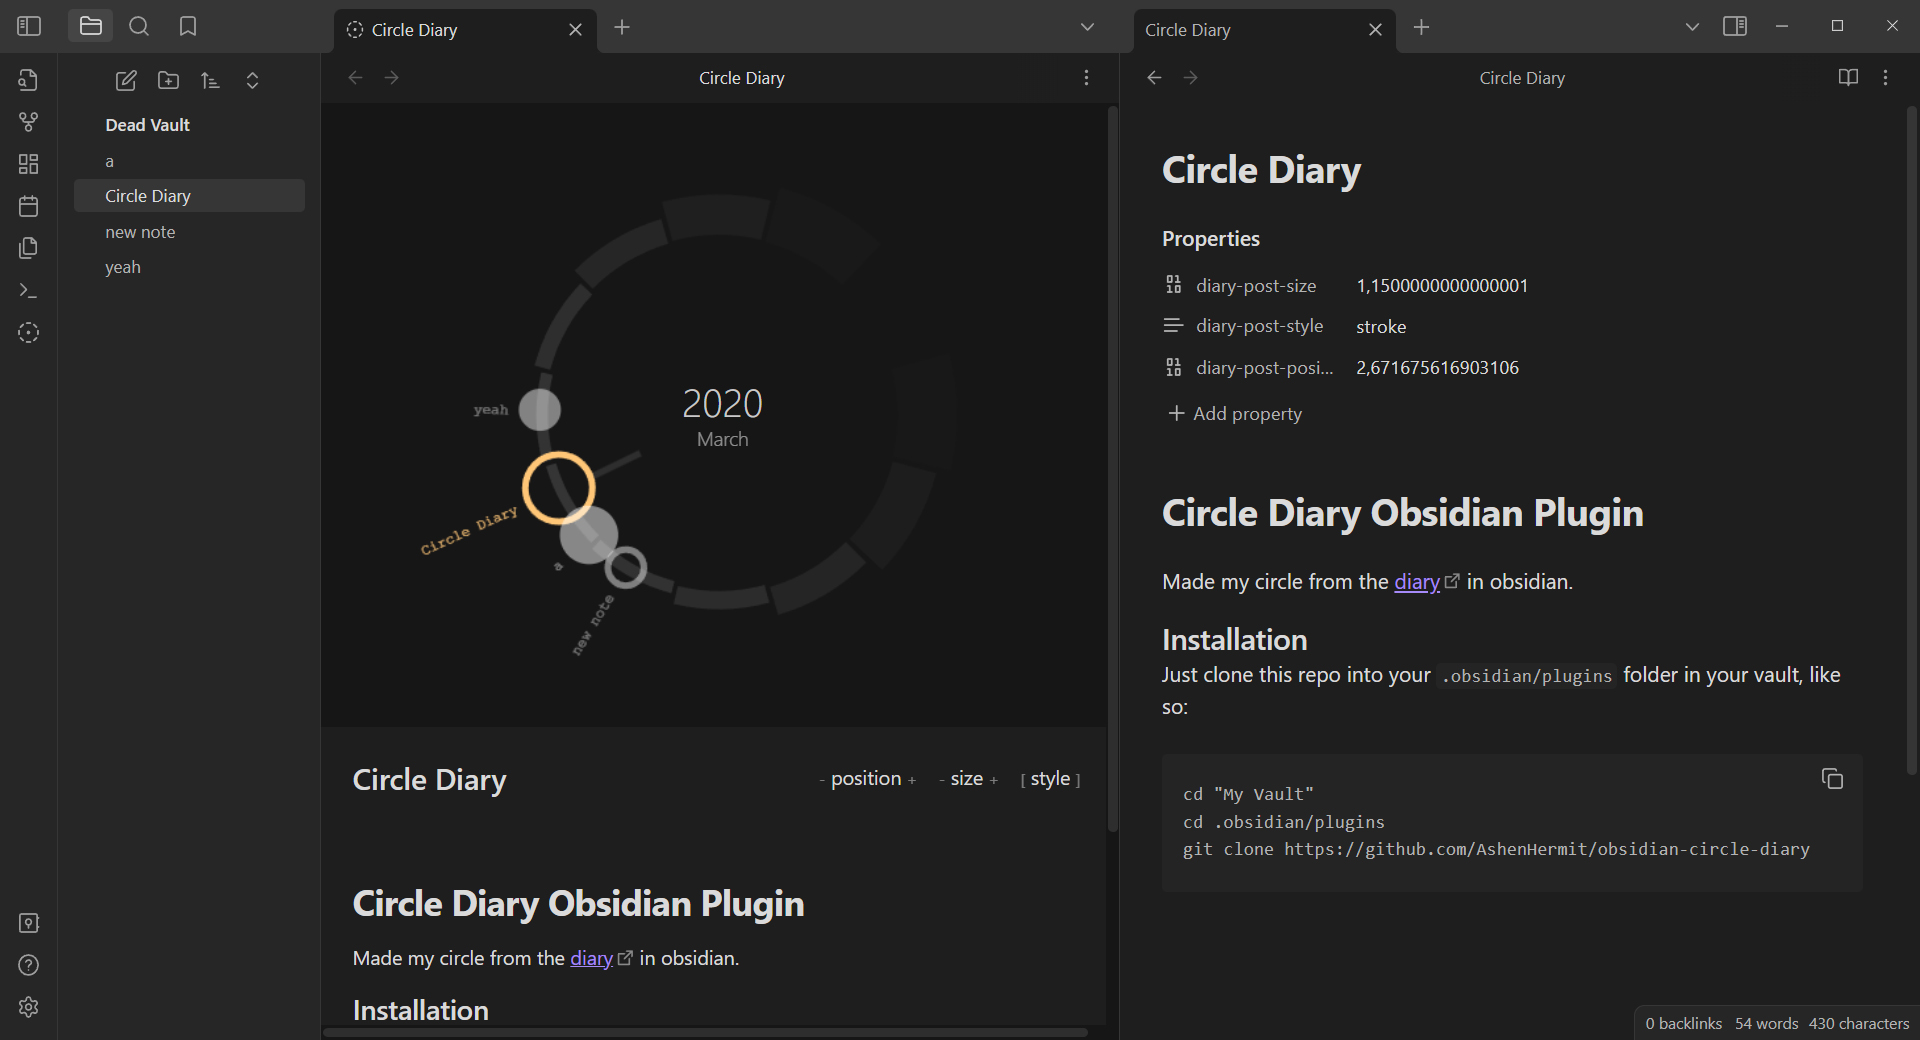 Circle Diary
Circle Diary
Circle Diary
Circle Diary
Dead Vault
a
Circle Diary
new note
yeah
2020
March
yeah
Circle Diary
a
new note
Circle Diary
- position +
- size +
[ style ]
Circle Diary Obsidian Plugin
Made my circle from the diary in obsidian.
Installation
Circle Diary
Properties
diary-post-size 1,1500000000000001
diary-post-style stroke
diary-post-posi... 2,671675616903106
+ Add property
Circle Diary Obsidian Plugin
Made my circle from the diary in obsidian.
Installation
Just clone this repo into your .obsidian/plugins folder in your vault, like
so:
cd "My Vault"
cd .obsidian/plugins
git clone https://github.com/AshenHermit/obsidian-circle-diary
0 backlinks 54 words 430 characters